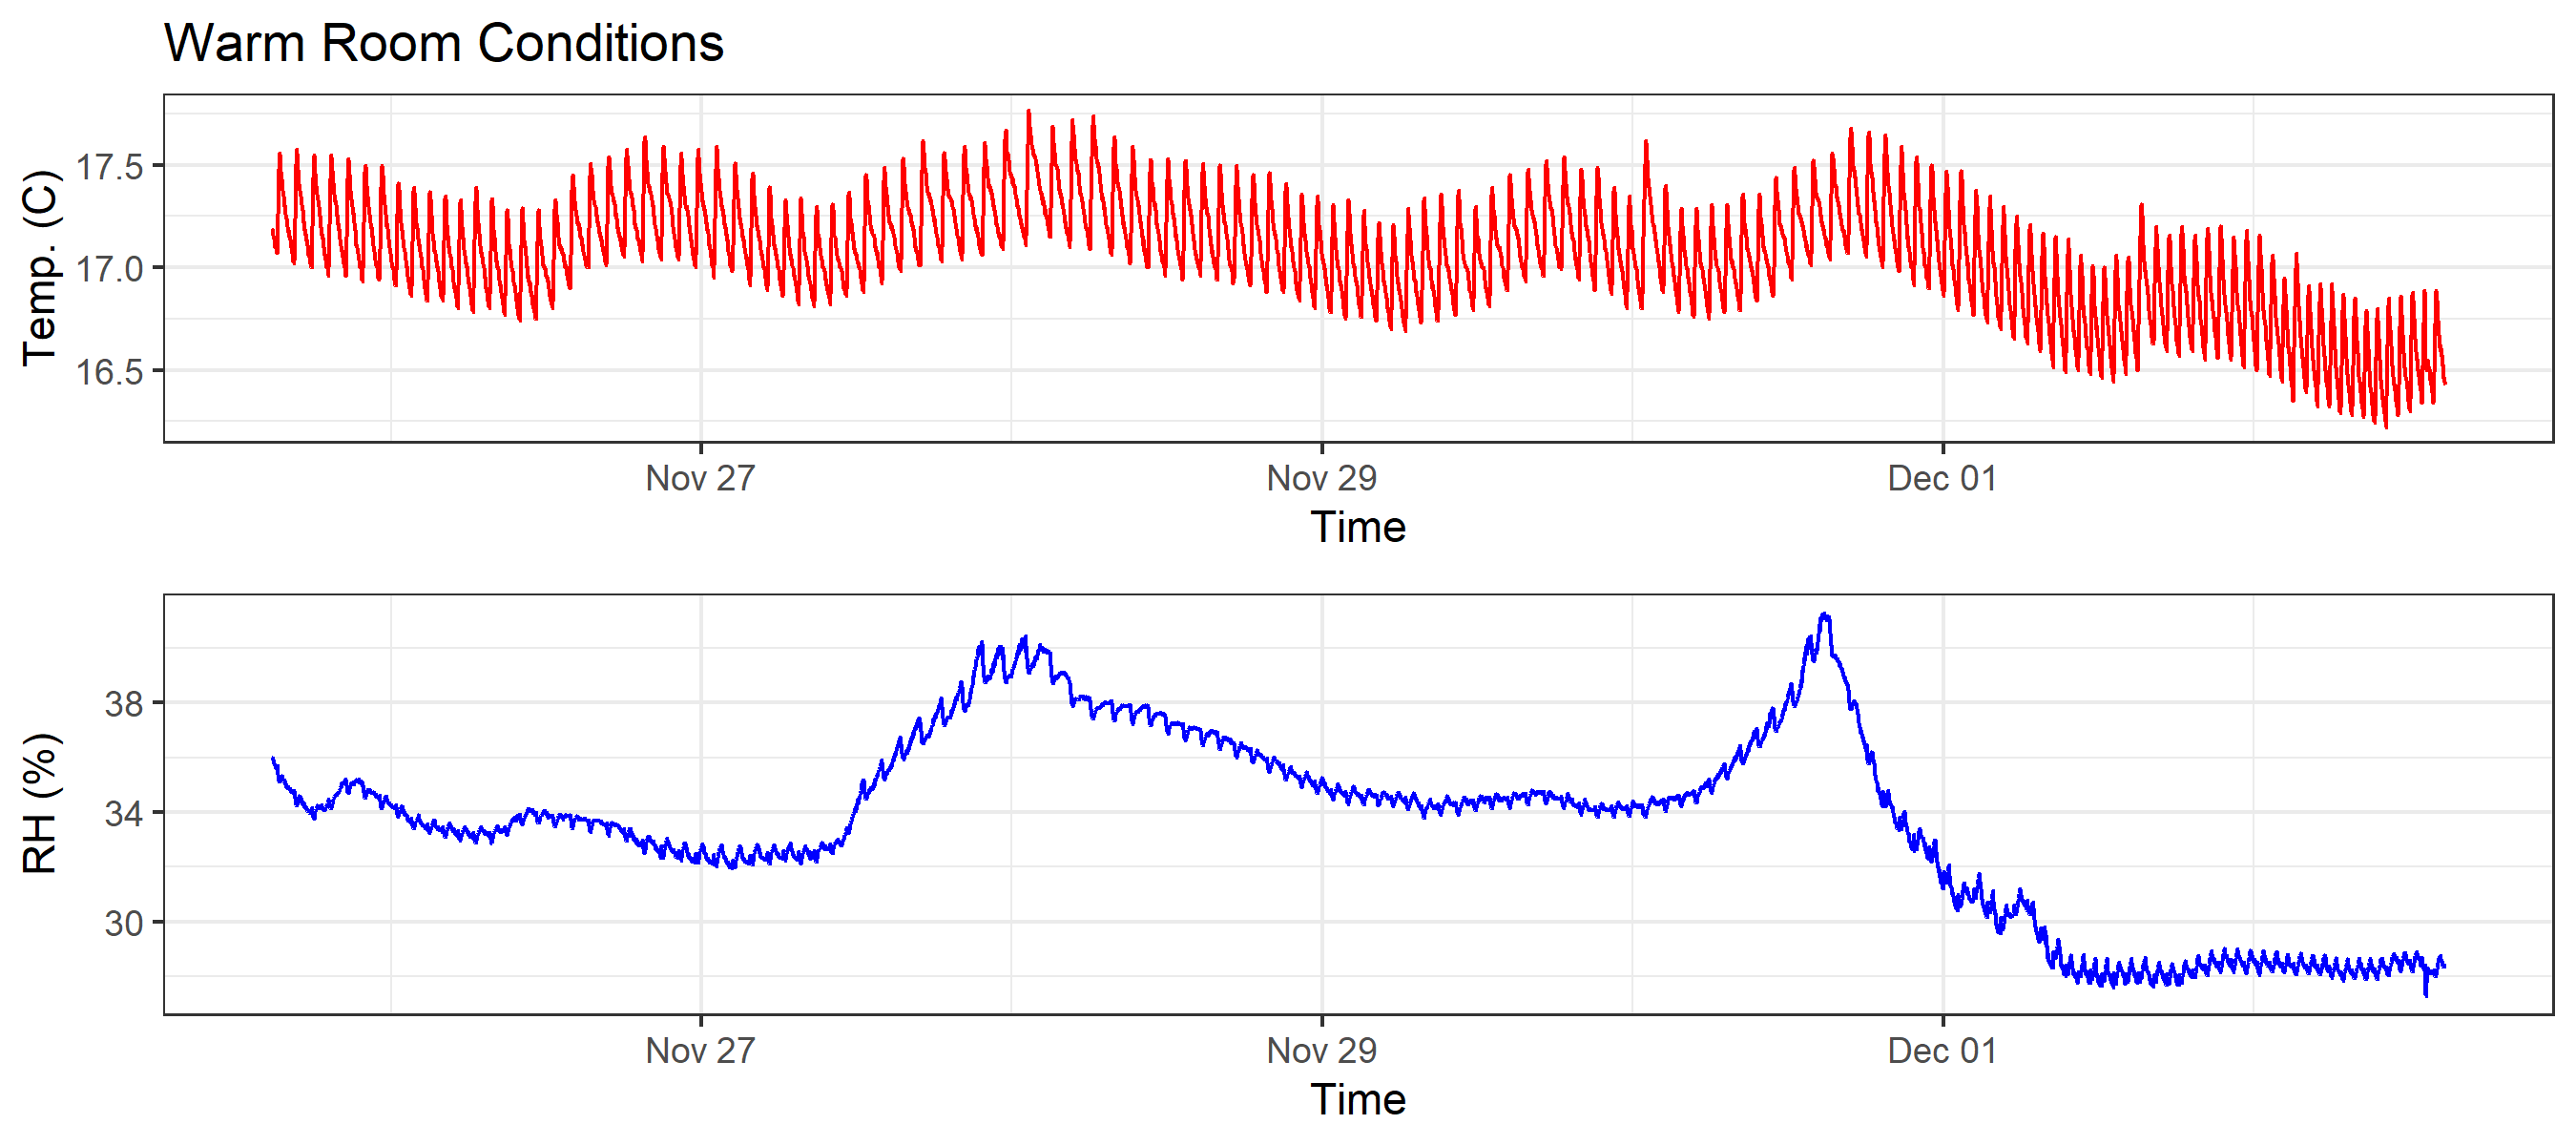 Warm Room Conditions
Temp. (C)
17.5
17.0
16.5
Nov 27 Nov 29 Dec 01
Time
RH (%)
38
34
30
Nov 27 Nov 29 Dec 01
Time